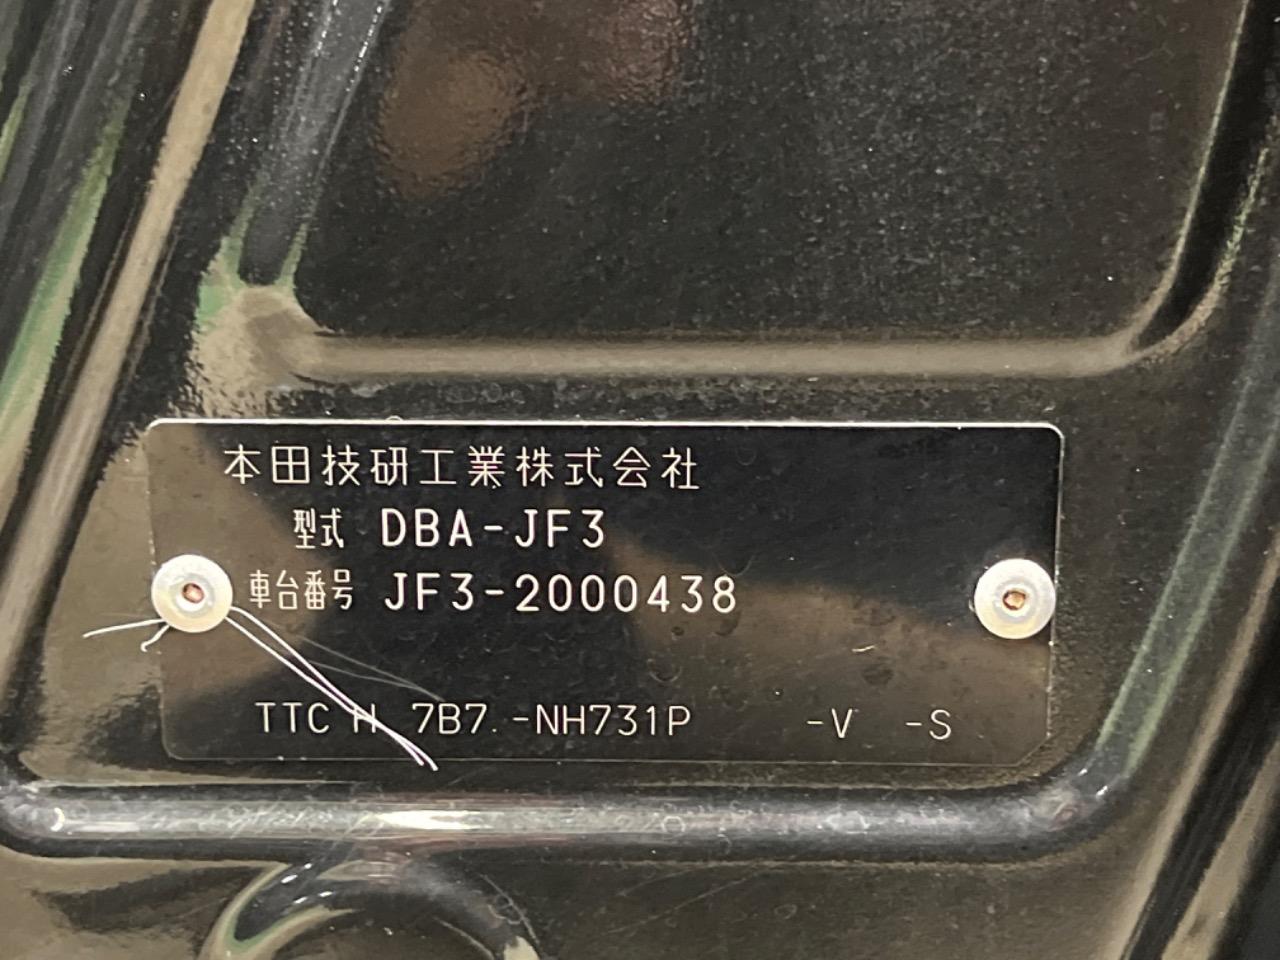 本田技研工業株式会社
型式 DBA-JF3
車台番号 JF3-2000438
TTC H 7B7.-NH731P -V -S